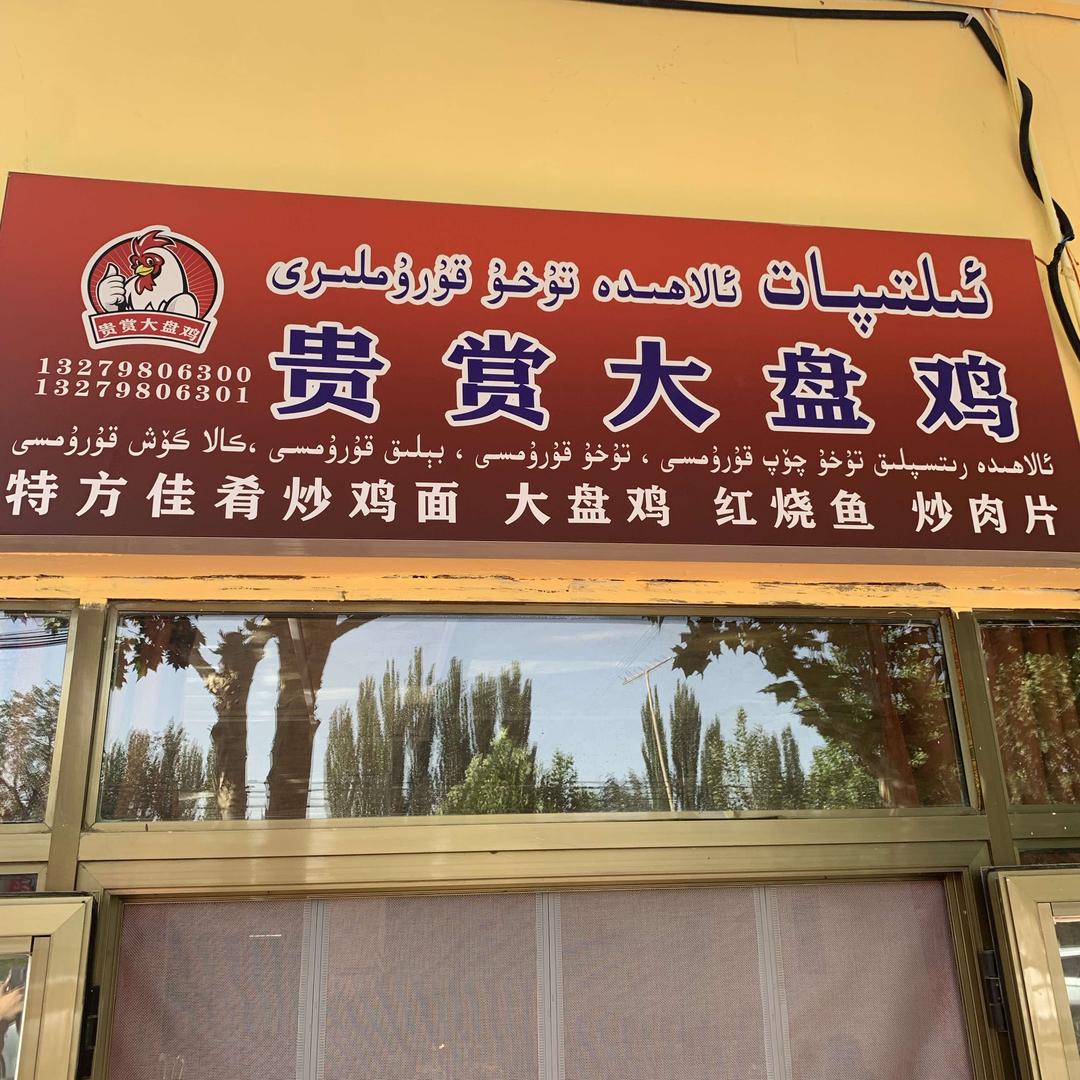 ئىلتىپات ئالاھىدە توخۇ قورۇملىرى
贵赏大盘鸡
贵赏大盘鸡
13279806300
13279806301
ئالاھىدە رىتسىپلىق توخۇ چۆپ قورۇمىسى ، توخۇ قورۇمىسى ، بېلىق قورۇمىسى ،كالا گۆش قورۇمىسى
特方佳肴炒鸡面 大盘鸡 红烧鱼 炒肉片